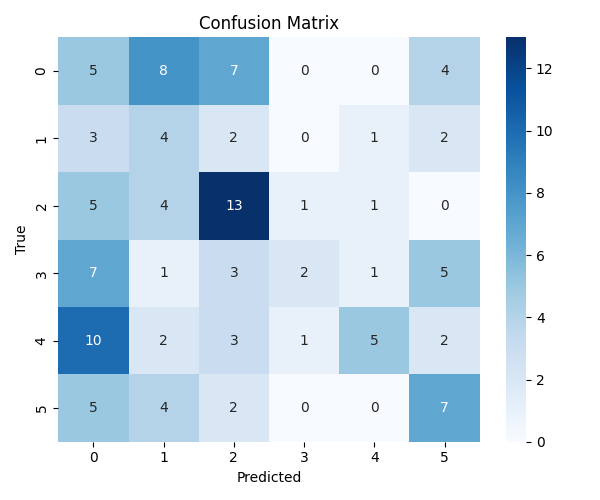 Confusion Matrix
0 5 8 7 0 0 4
1 3 4 2 0 1 2
2 5 4 13 1 1 0
3 7 1 3 2 1 5
4 10 2 3 1 5 2
5 5 4 2 0 0 7
0 1 2 3 4 5
Predicted
True
12
10
8
6
4
2
0